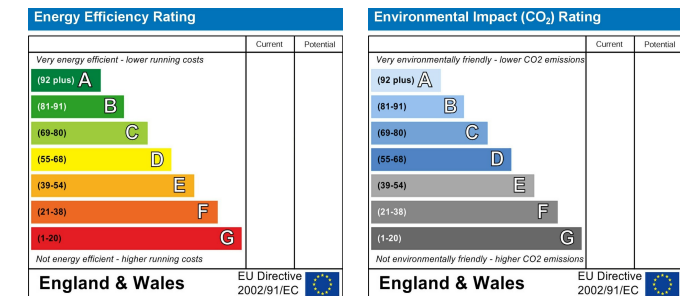 Energy Efficiency Rating
Current Potential
Very energy efficient - lower running costs
(92 plus) A
(81-91) B
(69-80) C
(55-68) D
(39-54) E
(21-38) F
(1-20) G
Not energy efficient - higher running costs
England & Wales
EU Directive
2002/91/EC
Environmental Impact (CO₂) Rating
Current Potential
Very environmentally friendly - lower CO2 emissions
(92 plus) A
(81-91) B
(69-80) C
(55-68) D
(39-54) E
(21-38) F
(1-20) G
Not environmentally friendly - higher CO2 emissions
England & Wales
EU Directive
2002/91/EC